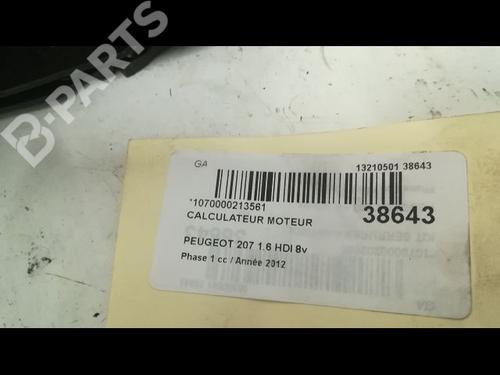 B-PARTS
GA
13210501 38643
*1070000213561
CALCULATEUR MOTEUR
38643
PEUGEOT 207 1.6 HDI 8v
Phase 1 cc / Année 2012